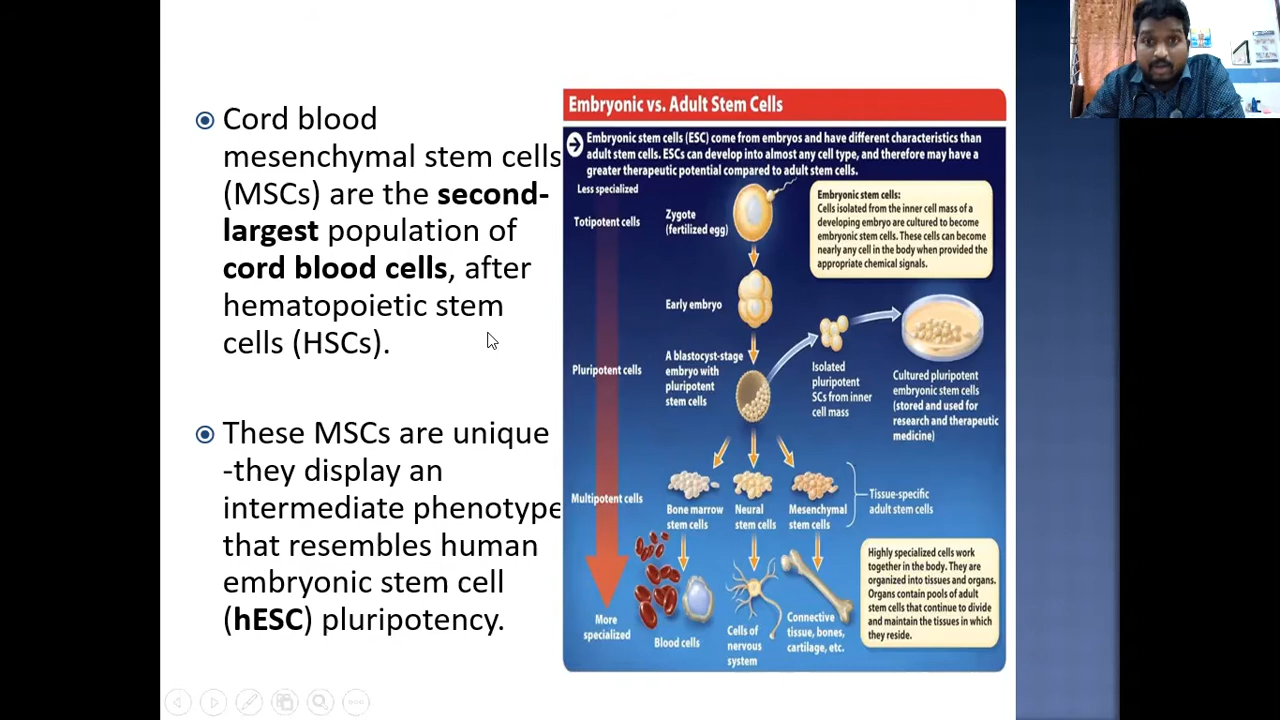 Cord blood
mesenchymal stem cells
(MSCs) are the second-
largest population of
cord blood cells, after
hematopoietic stem
cells (HSCs).
These MSCs are unique
-they display an
intermediate phenotype
that resembles human
embryonic stem cell
(hESC) pluripotency.
Embryonic vs. Adult Stem Cells
Embryonic stem cells (ESC) come from embryos and have different characteristics than
adult stem cells. ESCs can develop into almost any cell type, and therefore may have a
greater therapeutic potential compared to adult stem cells.
Less specialized
Totipotent cells
Zygote
(fertilized egg)
Embryonic stem cells:
Cells isolated from the inner cell mass of a
developing embryo are cultured to become
embryonic stem cells. These cells can become
nearly any cell in the body when provided the
appropriate chemical signals.
Early embryo
Pluripotent cells
A blastocyst-stage
embryo with
pluripotent
stem cells
Isolated
pluripotent
SCs from inner
cell mass
Cultured pluripotent
embryonic stem cells
(stored and used for
research and therapeutic
medicine)
Multipotent cells
Bone marrow
stem cells
Neural
stem cells
Mesenchymal
stem cells
Tissue-specific
adult stem cells
More
specialized
Blood cells
Cells of
nervous
system
Connective
tissue, bones,
cartilage, etc.
Highly specialized cells work
together in the body. They are
organized into tissues and organs.
Organs contain pools of adult
stem cells that continue to divide
and maintain the tissues in which
they reside.